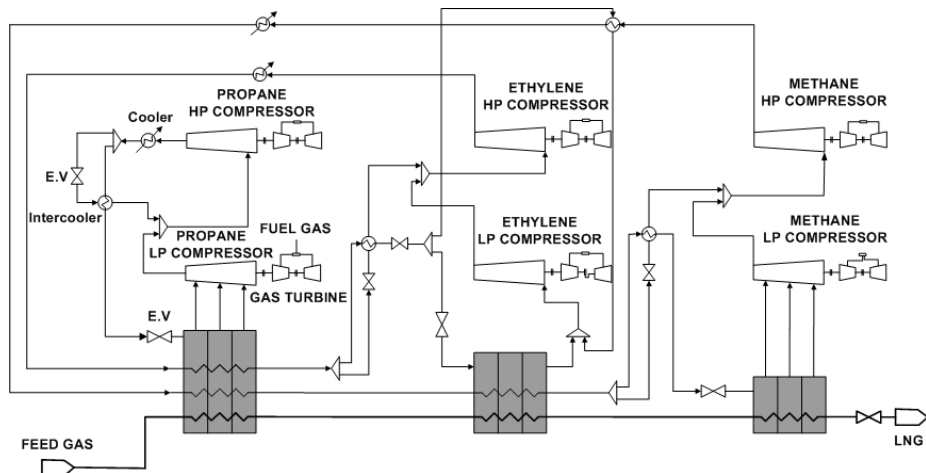 PROPANE
HP COMPRESSOR
Cooler
E.V
Intercooler
PROPANE
LP COMPRESSOR
FUEL GAS
GAS TURBINE
E.V
ETHYLENE
HP COMPRESSOR
ETHYLENE
LP COMPRESSOR
METHANE
HP COMPRESSOR
METHANE
LP COMPRESSOR
FEED GAS
LNG